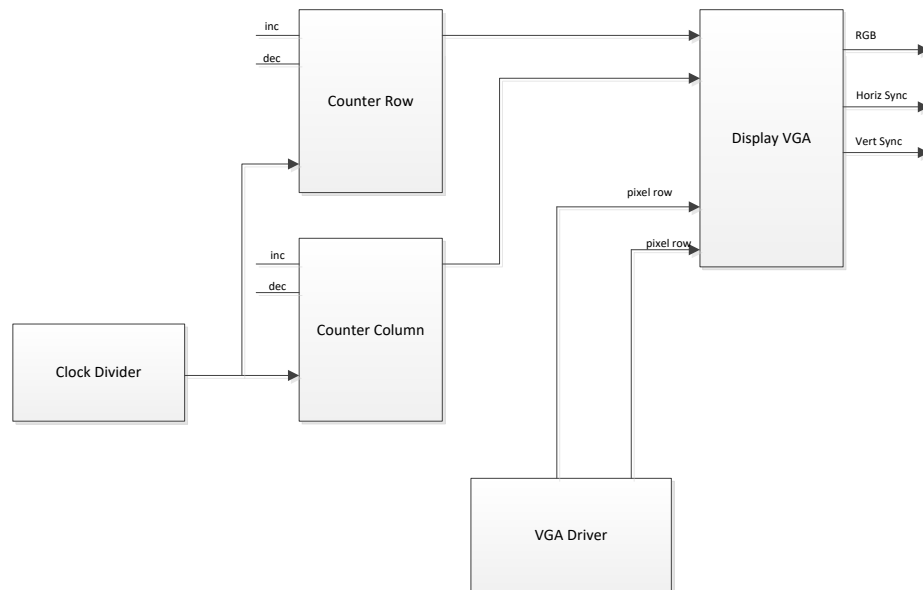 inc
dec
Counter Row
Display VGA
RGB
Horiz Sync
Vert Sync
pixel row
pixel row
inc
dec
Counter Column
Clock Divider
VGA Driver